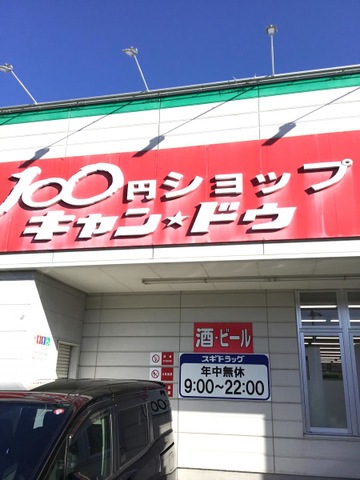 100円ショップ
キャン★ドゥ
酒・ビール
スギドラッグ
年中無休
9:00～22:00